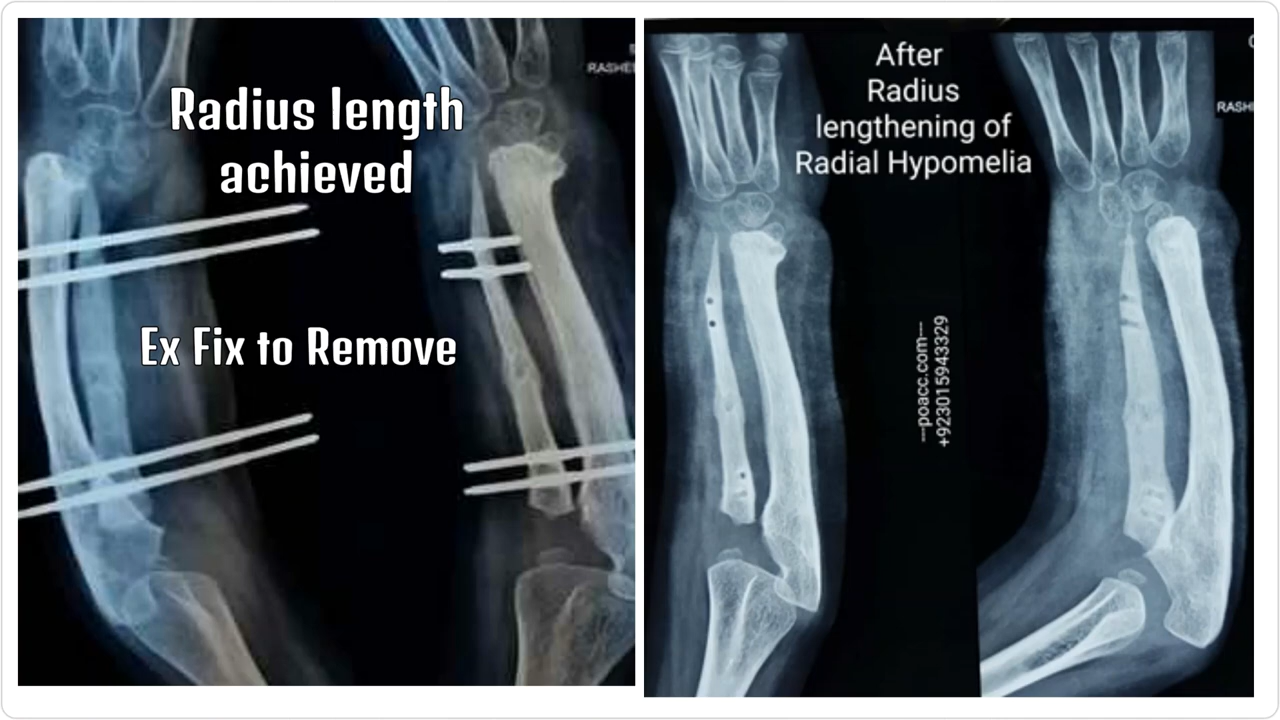 Radius length
achieved
Ex Fix to Remove
After
Radius
lengthening of
Radial Hypomelia
---poacc.com---
+923015943329